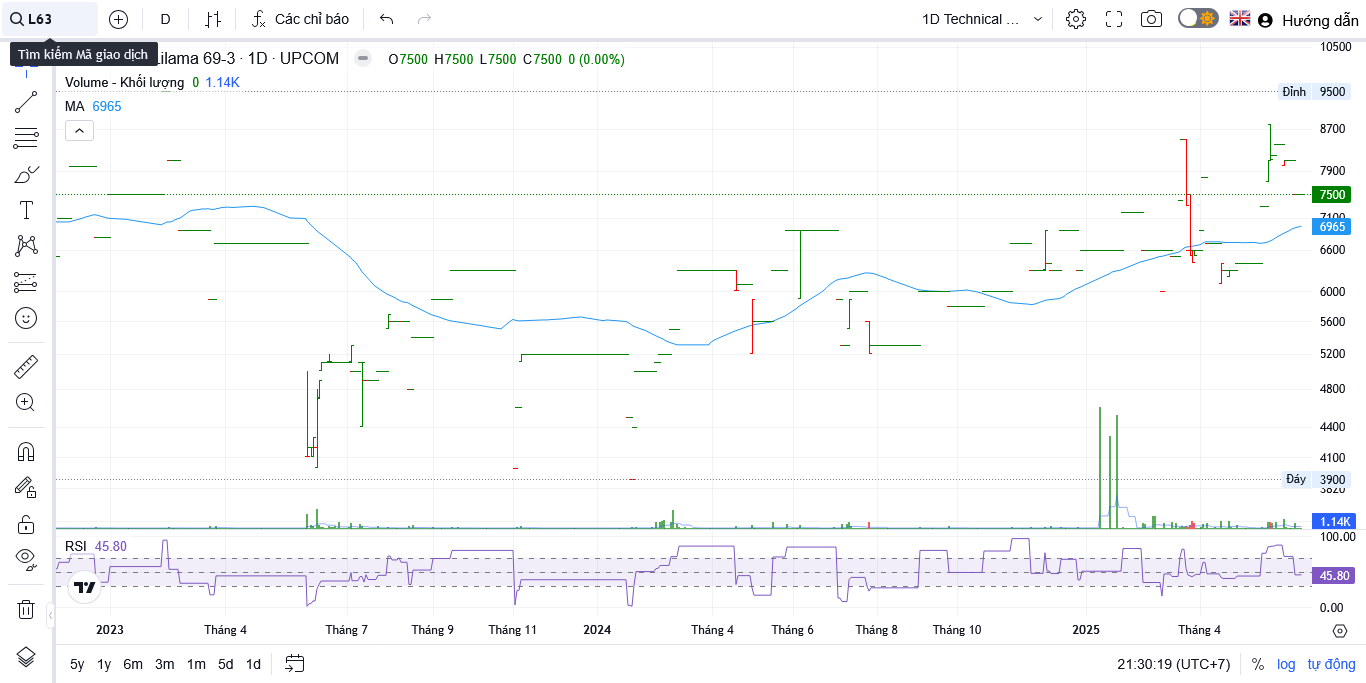 L63
D
Các chỉ báo
1D Technical ...
Hướng dẫn
Tìm kiếm Mã giao dịch
Lilama 69-3 · 1D · UPCOM
O7500 H7500 L7500 C7500 0 (0.00%)
Volume - Khối lượng 0 1.14K
MA 6965
10500
Đỉnh 9500
8700
7900
7500
7100
6965
6600
6000
5600
5200
4800
4400
4100
Đáy 3900
3820
1.14K
RSI 45.80
100.00
45.80
0.00
2023 Tháng 4 Tháng 7 Tháng 9 Tháng 11 2024 Tháng 4 Tháng 6 Tháng 8 Tháng 10 2025 Tháng 4
5y 1y 6m 3m 1m 5d 1d
21:30:19 (UTC+7) % log tự động